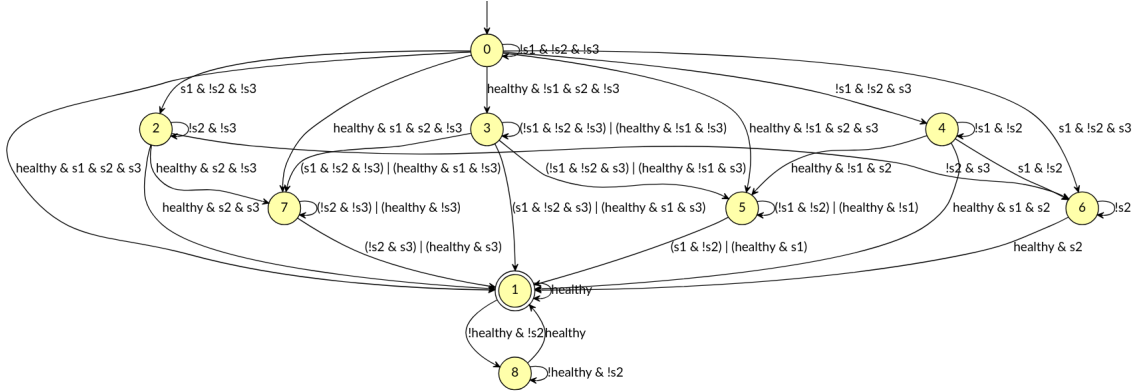 0
!s1 & !s2 & !s3
s1 & !s2 & !s3
healthy & !s1 & s2 & !s3
!s1 & !s2 & s3
2
!s2 & !s3
healthy & s1 & s2 & !s3
3
(!s1 & !s2 & !s3) | (healthy & !s1 & !s3)
healthy & !s1 & s2 & s3
4
!s1 & !s2
s1 & !s2 & s3
healthy & s1 & s2 & s3
healthy & s2 & !s3
(s1 & !s2 & !s3) | (healthy & s1 & !s3)
(!s1 & !s2 & s3) | (healthy & !s1 & s3)
healthy & !s1 & s2
!s2 & s3
s1 & !s2
healthy & s2 & s3
7
(!s2 & !s3) | (healthy & !s3)
(s1 & !s2 & s3) | (healthy & s1 & s3)
5
(!s1 & !s2) | (healthy & !s1)
healthy & s1 & s2
6
!s2
(!s2 & s3) | (healthy & s3)
(s1 & !s2) | (healthy & s1)
healthy & s2
1
healthy
!healthy & !s2
healthy
8
!healthy & !s2